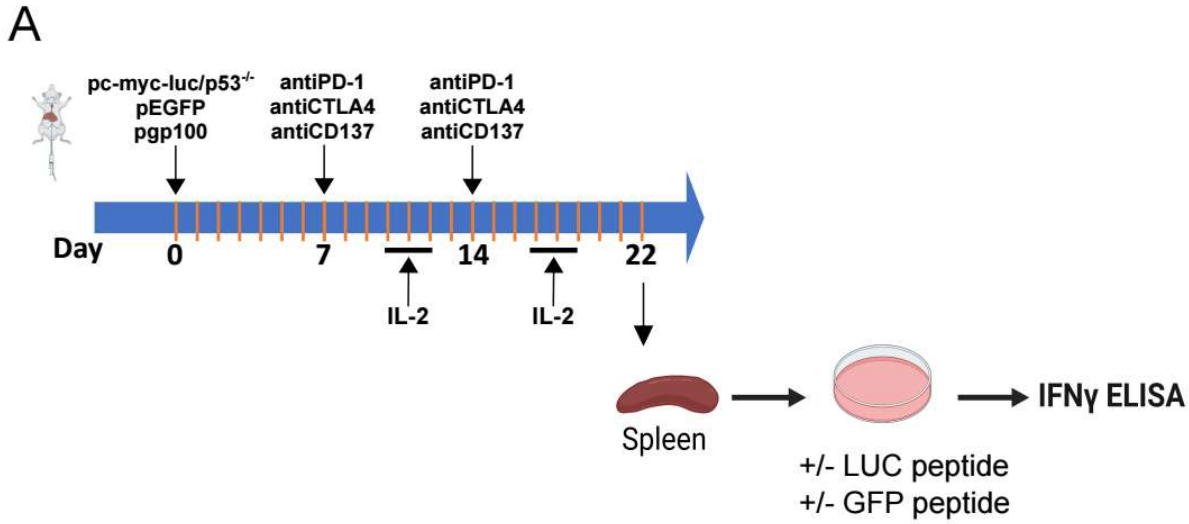 A
pc-myc-luc/p53-/-
pEGFP
pgp100
antiPD-1
antiCTLA4
antiCD137
antiPD-1
antiCTLA4
antiCD137
Day 0 7 14 22
IL-2 IL-2
Spleen
IFNγ ELISA
+/- LUC peptide
+/- GFP peptide